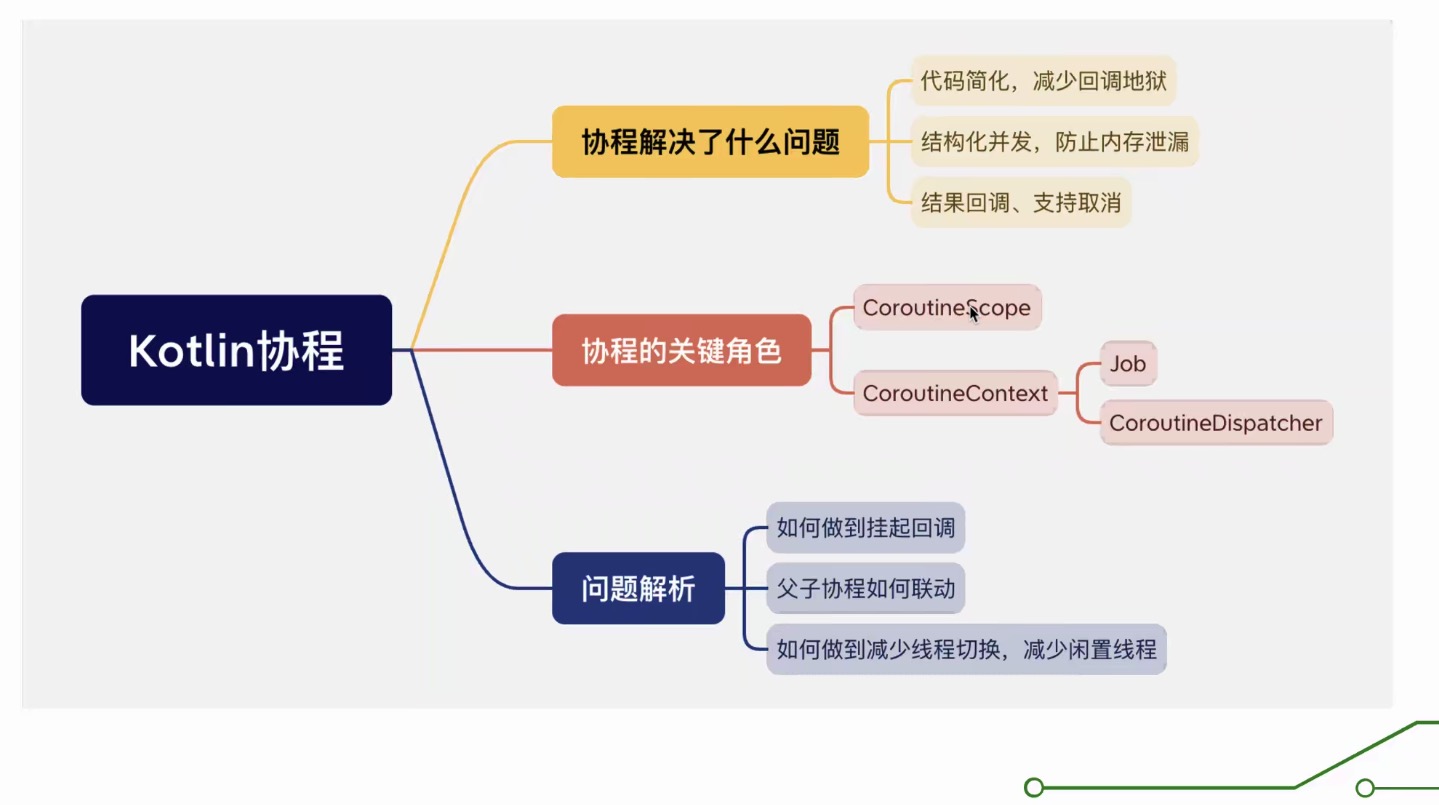 Kotlin协程
协程解决了什么问题
代码简化，减少回调地狱
结构化并发，防止内存泄漏
结果回调、支持取消
协程的关键角色
CoroutineScope
CoroutineContext
Job
CoroutineDispatcher
问题解析
如何做到挂起回调
父子协程如何联动
如何做到减少线程切换，减少闲置线程